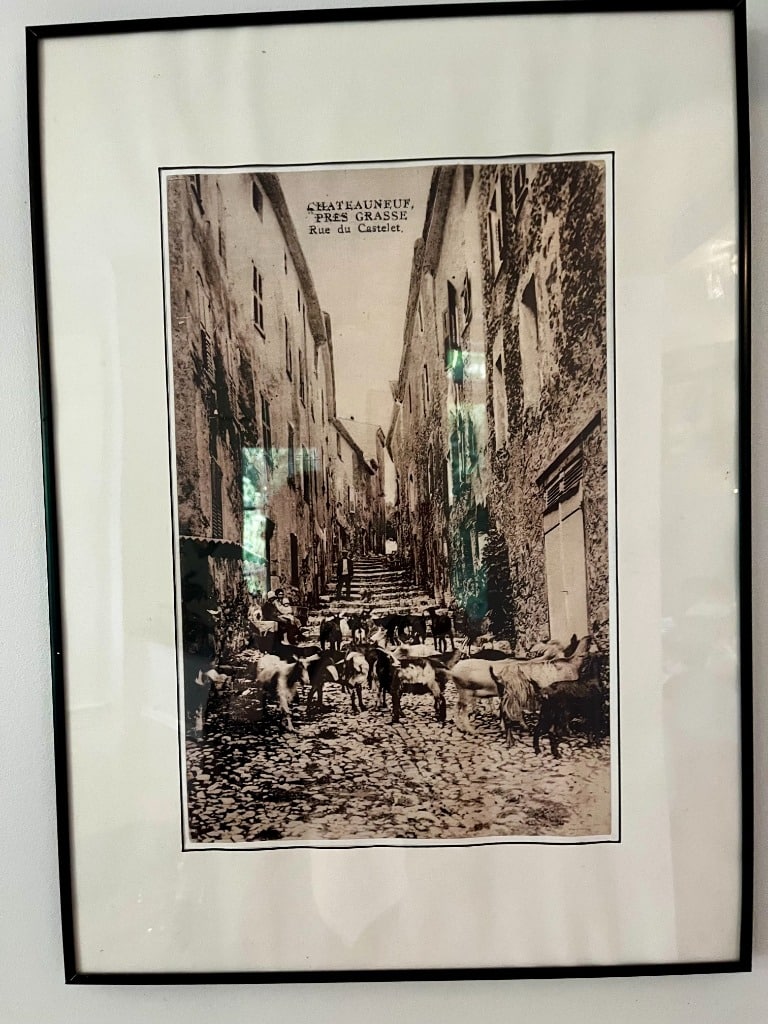 CHATEAUNEUF,
PRES GRASSE
Rue du Castelet.